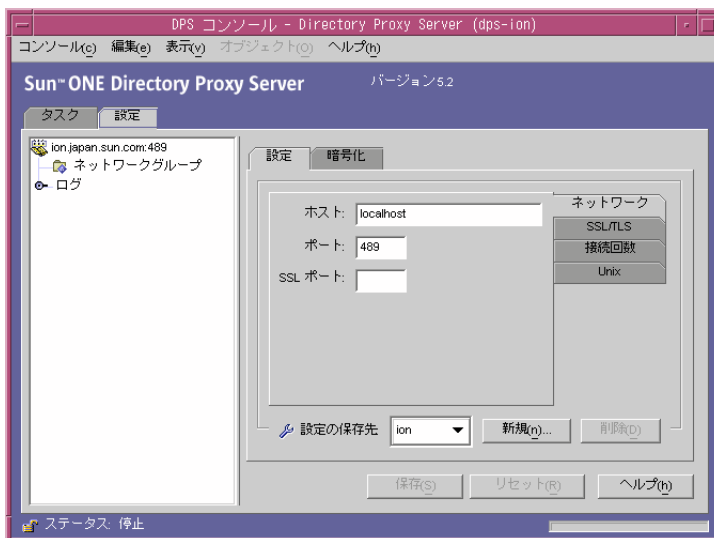 DPS コンソール - Directory Proxy Server (dps-ion)
コンソール(c) 編集(e) 表示(v) オブジェクト(o) ヘルプ(h)
Sun™ ONE Directory Proxy Server バージョン5.2
タスク 設定
ion.japan.sun.com:489
ネットワークグループ
ログ
設定 暗号化
ホスト: localhost
ポート: 489
SSL ポート:
ネットワーク
SSL/TLS
接続回数
Unix
設定の保存先 ion 新規(n)... 削除(D)
保存(S) リセット(R) ヘルプ(h)
ステータス: 停止